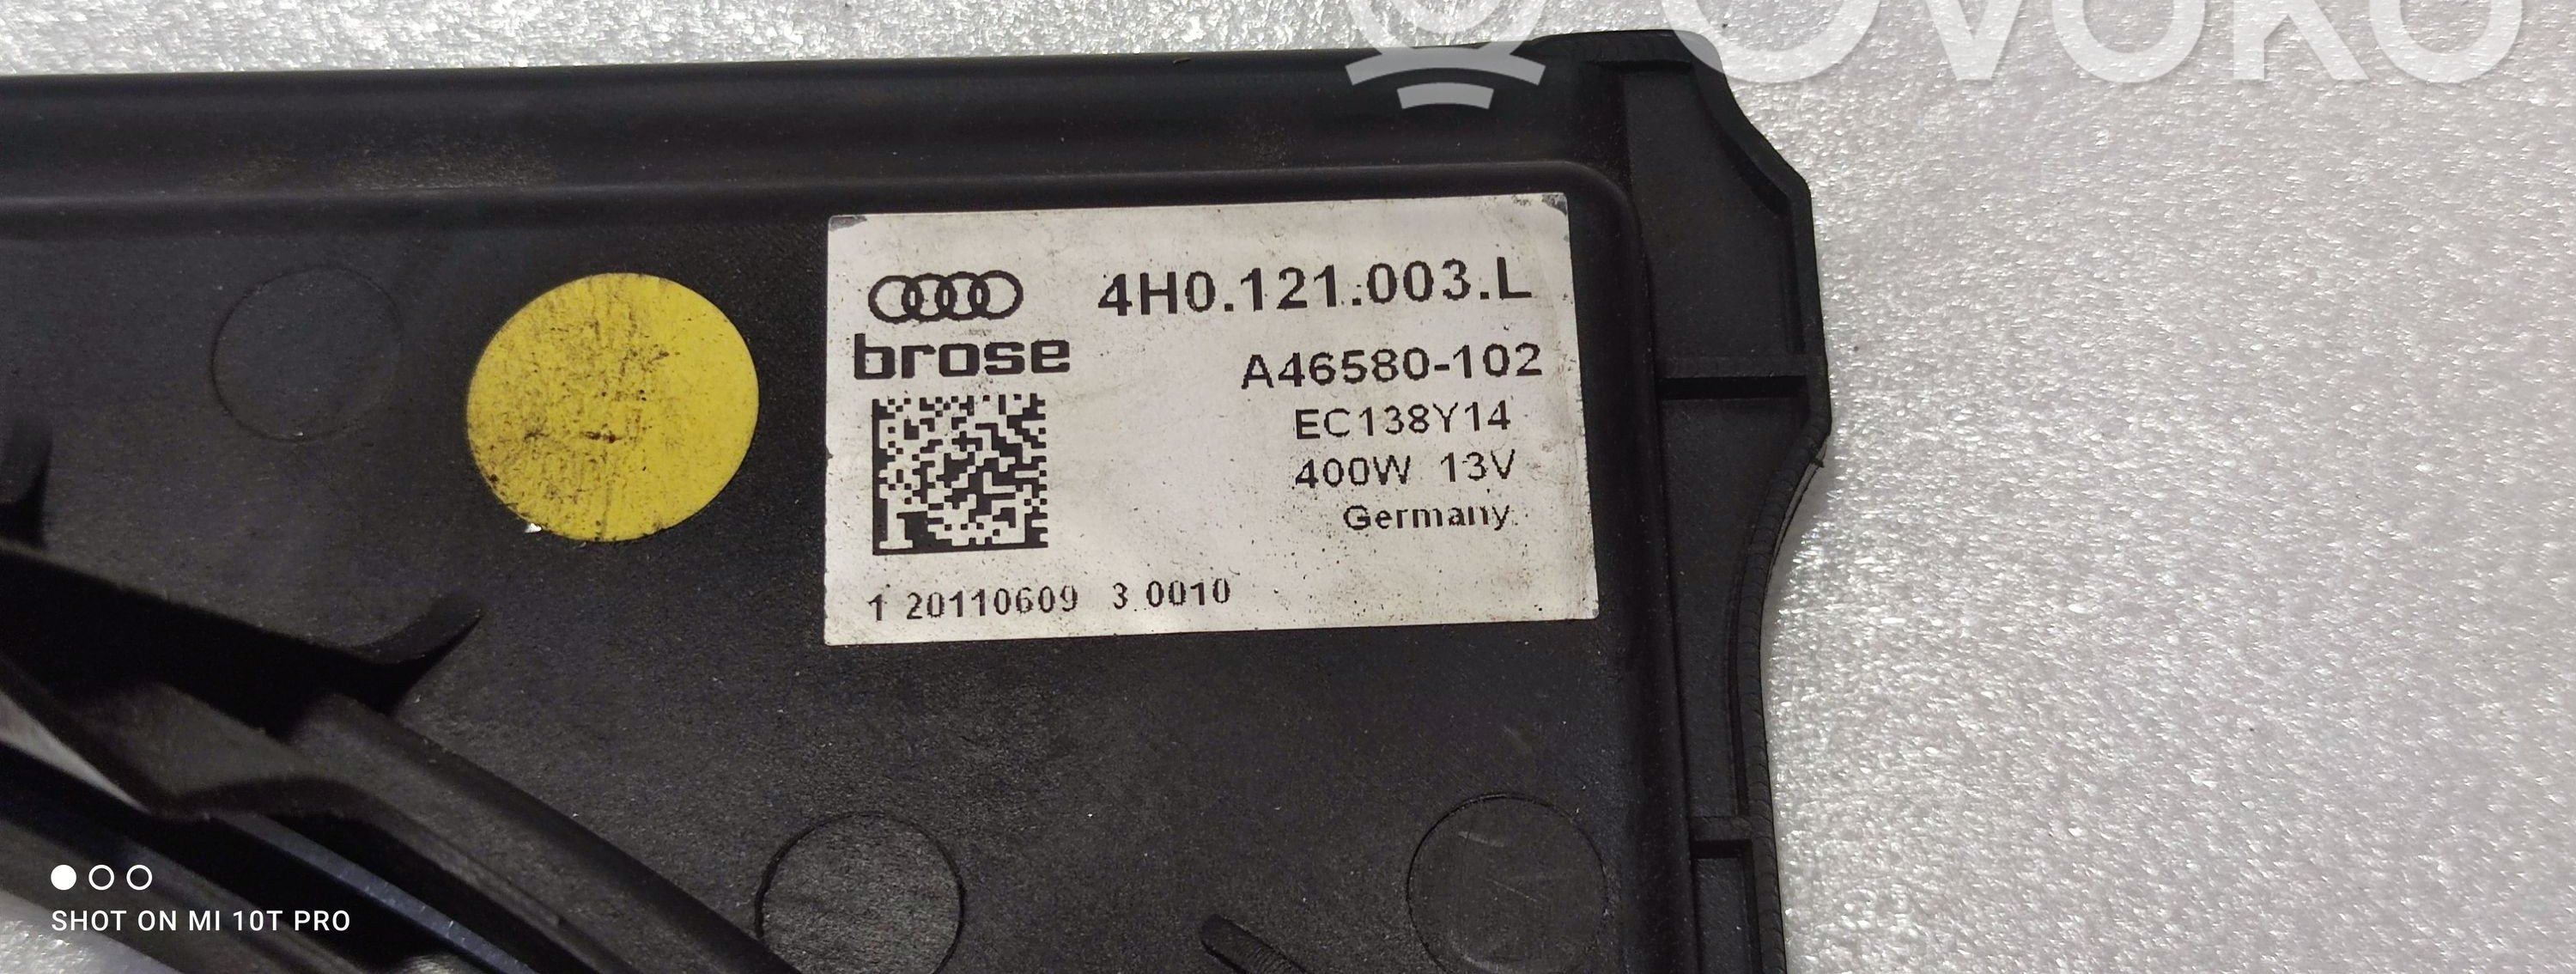 OVOKO
4H0.121.003.L
brose
A46580-102
EC138Y14
400W 13V
Germany
1 20110609 3 0010
SHOT ON MI 10T PRO